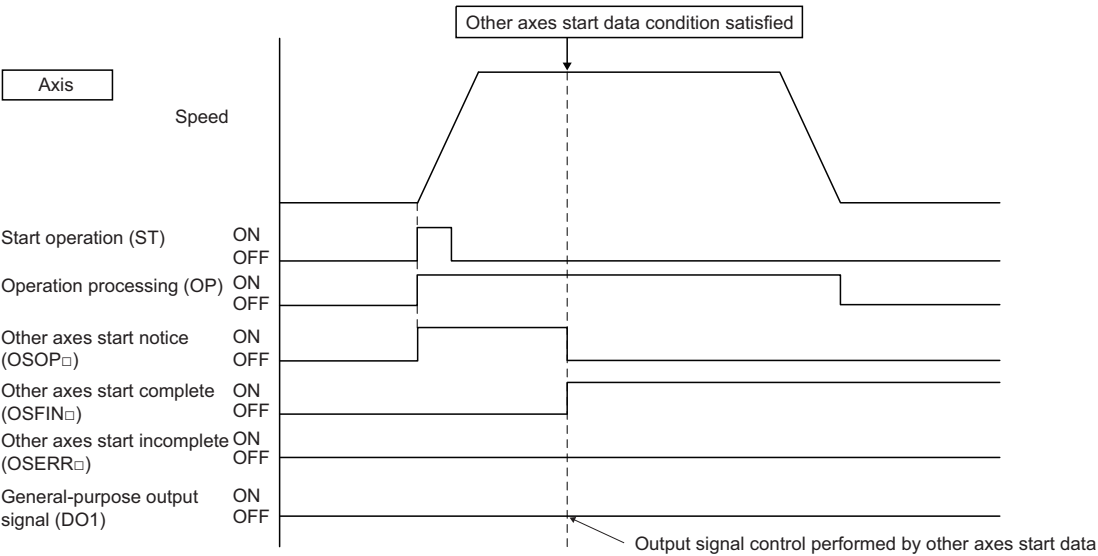 Other axes start data condition satisfied
Axis
Speed
Start operation (ST)
ON
OFF
Operation processing (OP)
ON
OFF
Other axes start notice
(OSOP□)
ON
OFF
Other axes start complete
(OSFIN□)
ON
OFF
Other axes start incomplete
(OSERR□)
ON
OFF
General-purpose output
signal (DO1)
ON
OFF
Output signal control performed by other axes start data